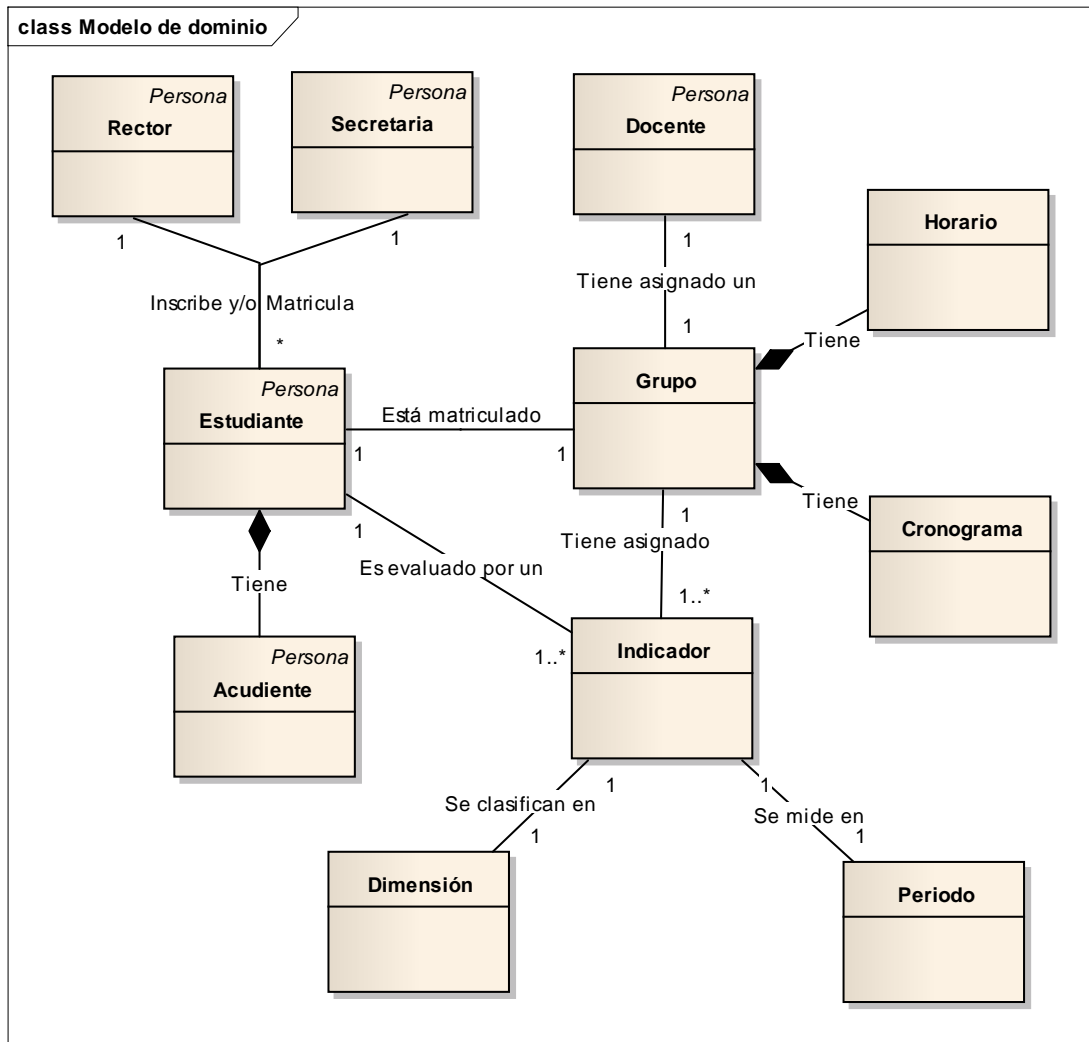 class Modelo de dominio
Persona
Rector
Persona
Secretaria
Persona
Docente
Horario
1
1
1
Tiene asignado un
Inscribe y/o Matricula
1
Tiene
*
Persona
Estudiante
Grupo
Está matriculado
1
1
Tiene
Cronograma
1
1
Tiene asignado
Es evaluado por un
Tiene
1..*
1..*
Persona
Acudiente
Indicador
1
1
Se clasifican en
Se mide en
1
1
Dimensión
Periodo